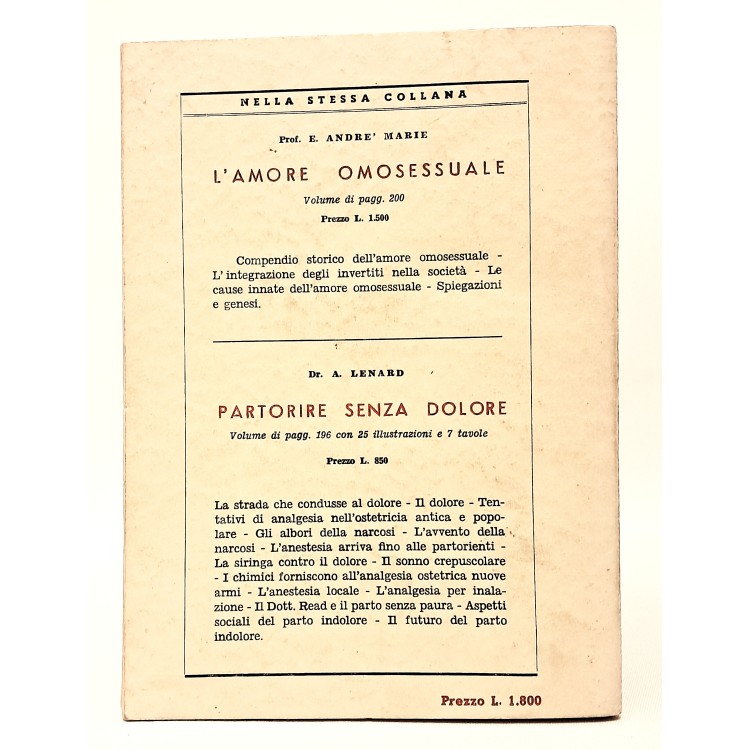 NELLA STESSA COLLANA
Prof. E. ANDRE' MARIE
L'AMORE OMOSESSUALE
Volume di pagg. 200
Prezzo L. 1.500
Compendio storico dell'amore omosessuale -
L'integrazione degli invertiti nella società - Le
cause innate dell'amore omosessuale - Spiegazioni
e genesi.
Dr. A. LENARD
PARTORIRE SENZA DOLORE
Volume di pagg. 196 con 25 illustrazioni e 7 tavole
Prezzo L. 850
La strada che condusse al dolore - Il dolore - Ten-
tativi di analgesia nell'ostetricia antica e popo-
lare - Gli albori della narcosi - L'avvento della
narcosi - L'anestesia arriva fino alle partorienti -
La siringa contro il dolore - Il sonno crepuscolare
- I chimici forniscono all'analgesia ostetrica nuove
armi - L'anestesia locale - L'analgesia per inala-
zione - Il Dott. Read e il parto senza paura - Aspetti
sociali del parto indolore - Il futuro del parto
indolore.
Prezzo L. 1.800